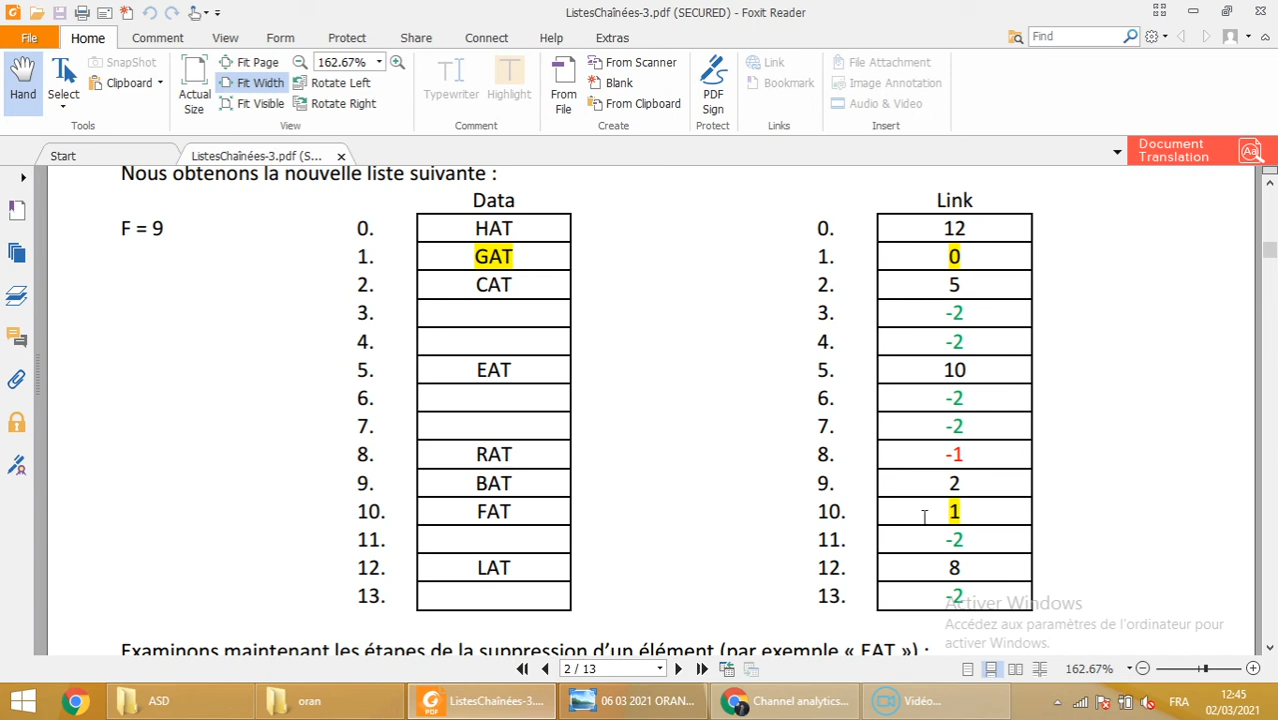 ListesChaînées-3.pdf (SECURED) - Foxit Reader
File Home Comment View Form Protect Share Connect Help Extras Find
SnapShot Fit Page 162.67% From Scanner Link File Attachment
Clipboard Fit Width Rotate Left Blank Bookmark Image Annotation
Hand Select Actual Size Fit Visible Rotate Right Typewriter Highlight From File From Clipboard PDF Sign Audio & Video
Tools View Comment Create Protect Links Insert
Start ListesChaînées-3.pdf (S... Document Translation
Nous obtenons la nouvelle liste suivante :
Data Link
F = 9 0. HAT 0. 12
1. GAT 1. 0
2. CAT 2. 5
3. 3. -2
4. 4. -2
5. EAT 5. 10
6. 6. -2
7. 7. -2
8. RAT 8. -1
9. BAT 9. 2
10. FAT 10. 1
11. 11. -2
12. LAT 12. 8
13. 13. -2
Activer Windows
Accédez aux paramètres de l'ordinateur pour
activer Windows.
Examinons maintenant les étapes de la suppression d'un élément (par exemple « EAT ») :
2 / 13 162.67%
ASD oran ListesChaînées-3.... 06 03 2021 ORAN... Channel analytics... Vidéo... FRA 12:45
02/03/2021